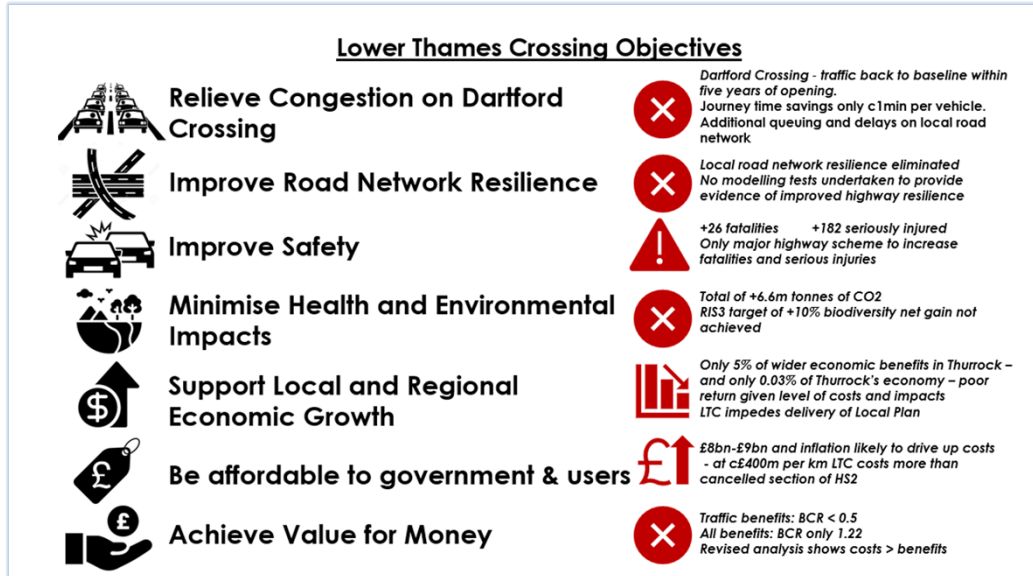 Lower Thames Crossing Objectives
Relieve Congestion on Dartford
Crossing
Dartford Crossing - traffic back to baseline within
five years of opening.
Journey time savings only c1min per vehicle.
Additional queuing and delays on local road
network
Improve Road Network Resilience
Local road network resilience eliminated
No modelling tests undertaken to provide
evidence of improved highway resilience
Improve Safety
+26 fatalities +182 seriously injured
Only major highway scheme to increase
fatalities and serious injuries
Minimise Health and Environmental
Impacts
Total of +6.6m tonnes of CO2
RIS3 target of +10% biodiversity net gain not
achieved
$
Support Local and Regional
Economic Growth
Only 5% of wider economic benefits in Thurrock –
and only 0.03% of Thurrock's economy – poor
return given level of costs and impacts
LTC impedes delivery of Local Plan
£
Be affordable to government & users
£
£8bn-£9bn and inflation likely to drive up costs
- at c£400m per km LTC costs more than
cancelled section of HS2
£
Achieve Value for Money
Traffic benefits: BCR < 0.5
All benefits: BCR only 1.22
Revised analysis shows costs > benefits